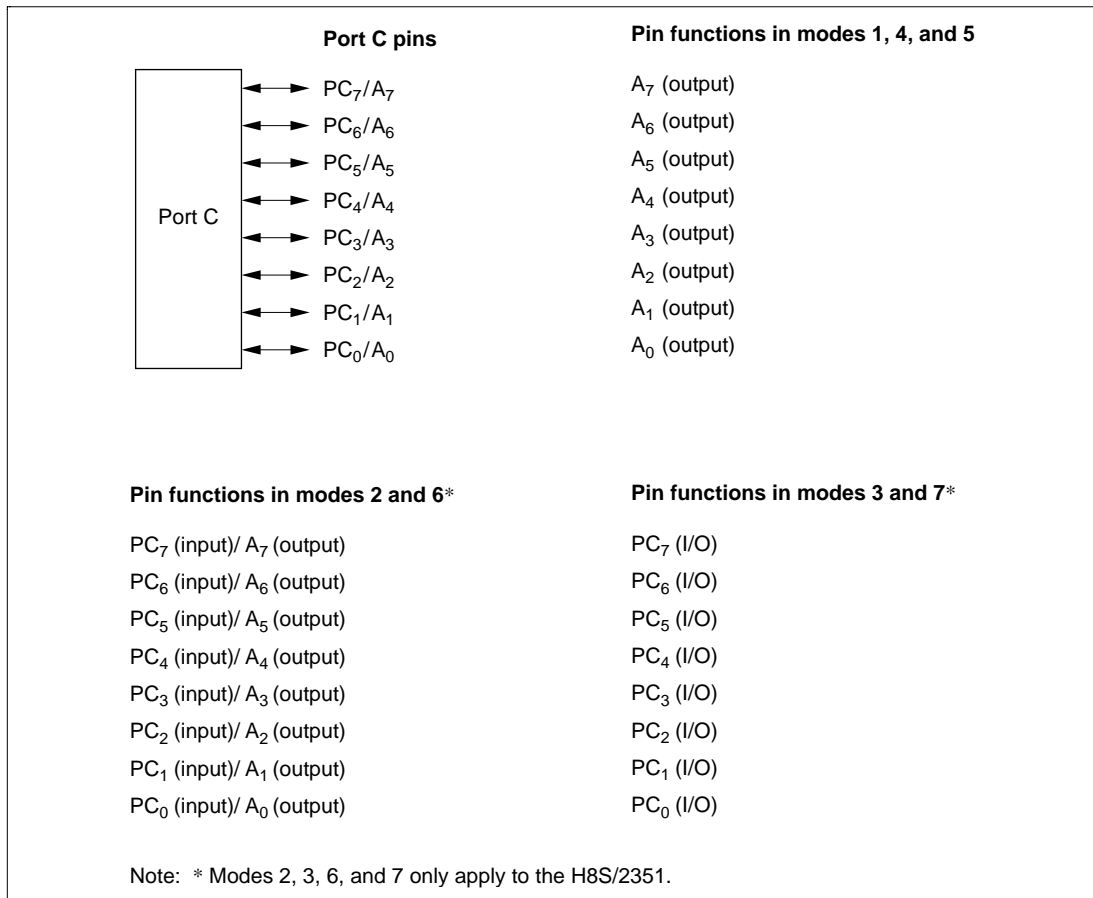 Port C pins
Pin functions in modes 1, 4, and 5
Port C
PC₇/A₇
A₇ (output)
PC₆/A₆
A₆ (output)
PC₅/A₅
A₅ (output)
PC₄/A₄
A₄ (output)
PC₃/A₃
A₃ (output)
PC₂/A₂
A₂ (output)
PC₁/A₁
A₁ (output)
PC₀/A₀
A₀ (output)
Pin functions in modes 2 and 6*
PC₇ (input)/ A₇ (output)
PC₆ (input)/ A₆ (output)
PC₅ (input)/ A₅ (output)
PC₄ (input)/ A₄ (output)
PC₃ (input)/ A₃ (output)
PC₂ (input)/ A₂ (output)
PC₁ (input)/ A₁ (output)
PC₀ (input)/ A₀ (output)
Pin functions in modes 3 and 7*
PC₇ (I/O)
PC₆ (I/O)
PC₅ (I/O)
PC₄ (I/O)
PC₃ (I/O)
PC₂ (I/O)
PC₁ (I/O)
PC₀ (I/O)
Note: * Modes 2, 3, 6, and 7 only apply to the H8S/2351.